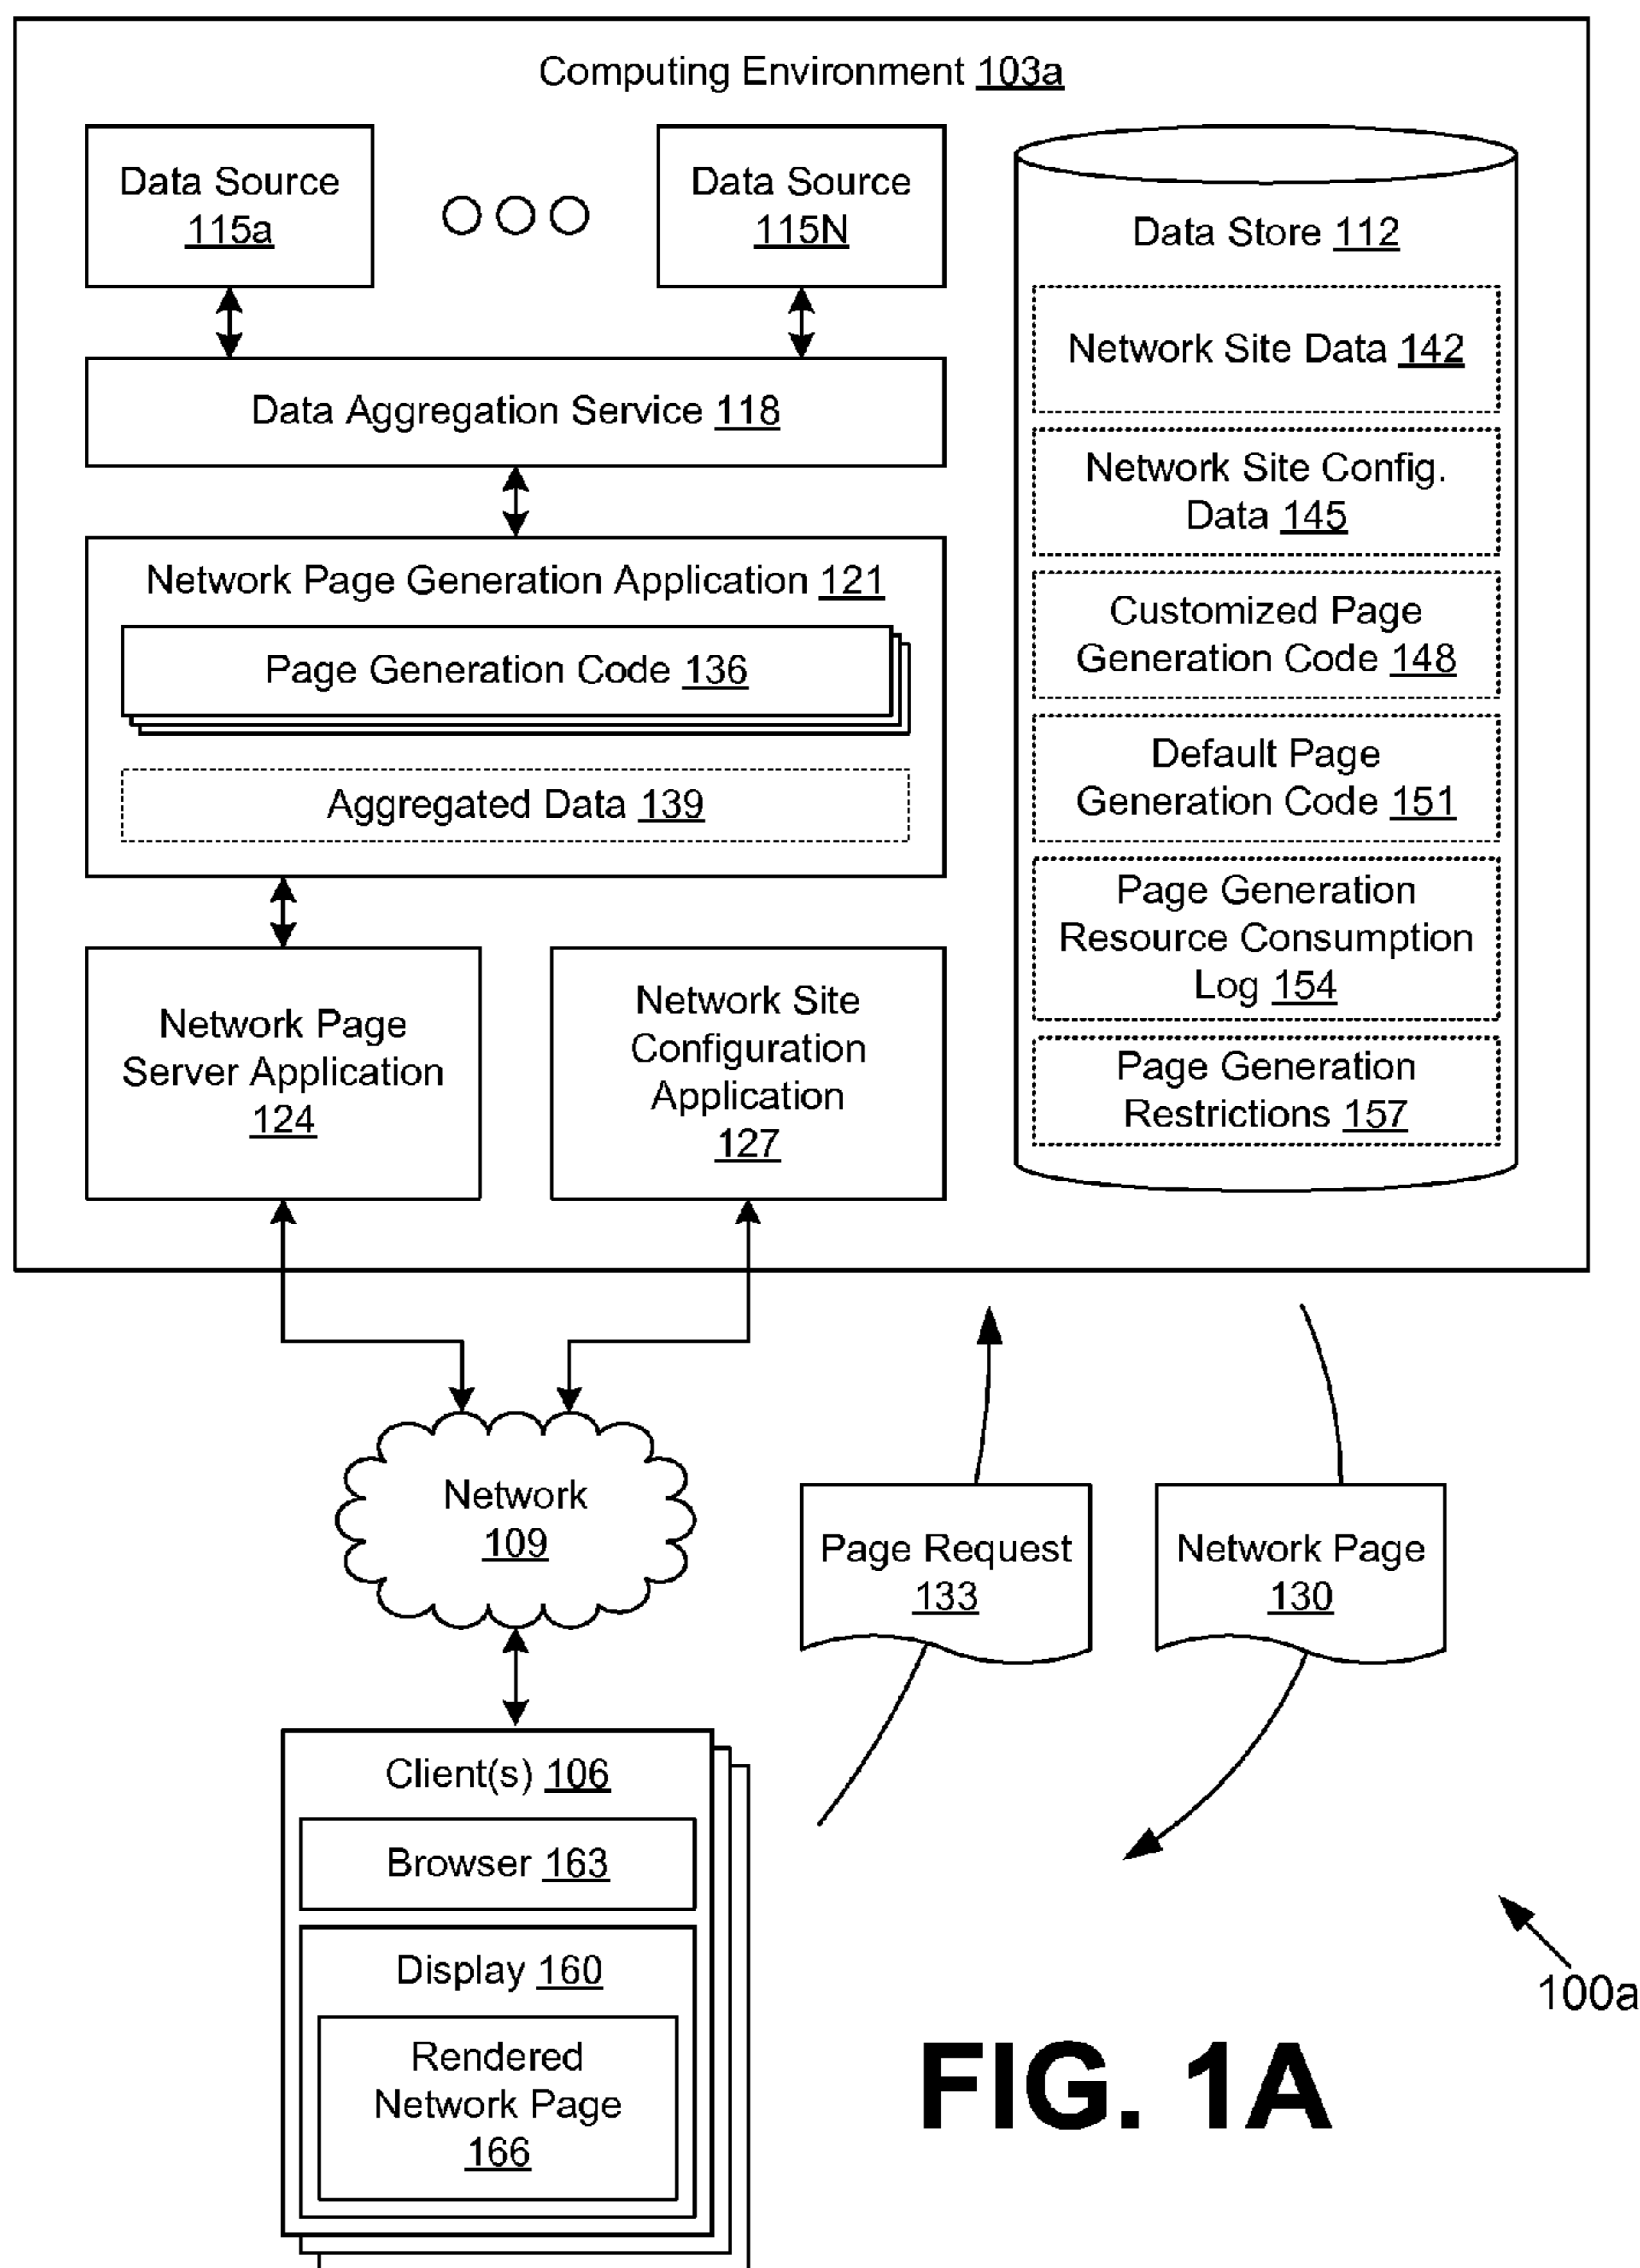 Computing Environment 103a
Data Source
115a
Data Source
115N
Data Aggregation Service 118
Network Page Generation Application 121
Page Generation Code 136
Aggregated Data 139
Network Page
Server Application
124
Network Site
Configuration
Application
127
Data Store 112
Network Site Data 142
Network Site Config.
Data 145
Customized Page
Generation Code 148
Default Page
Generation Code 151
Page Generation
Resource Consumption
Log 154
Page Generation
Restrictions 157
Network
109
Page Request
133
Network Page
130
Client(s) 106
Browser 163
Display 160
Rendered
Network Page
166
100a
FIG. 1A